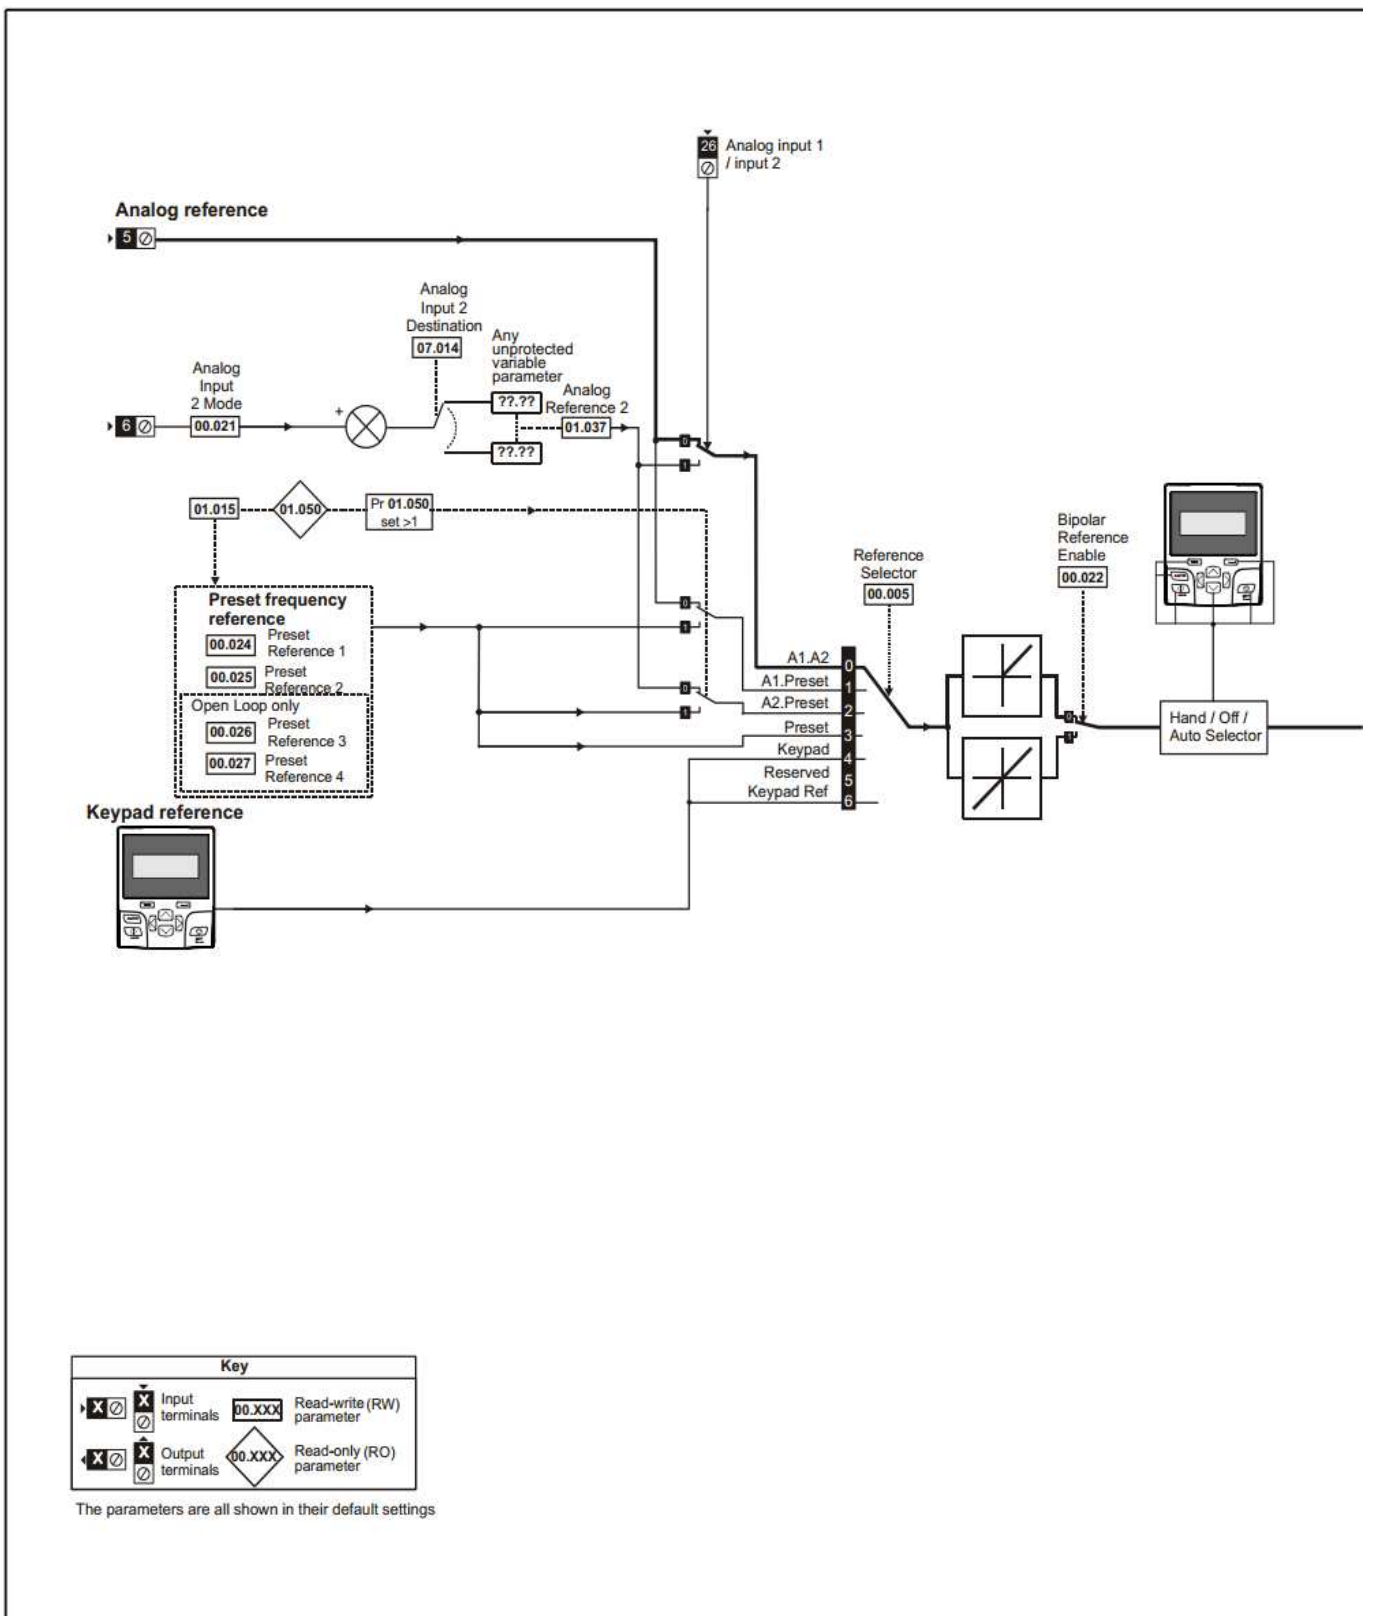 26
Analog input 1
/ input 2
Analog reference
5
Analog
Input 2
Destination
07.014
Any
unprotected
variable
parameter
Analog
Input
2 Mode
Analog
Reference 2
6
00.021
+
??.??
01.037
??.??
0
1
01.015
01.050
Pr 01.050
set >1
Preset frequency
reference
00.024
Preset
Reference 1
00.025
Preset
Reference 2
Open Loop only
00.026
Preset
Reference 3
00.027
Preset
Reference 4
0
1
0
1
Reference
Selector
00.005
A1.A2
0
A1.Preset
1
A2.Preset
2
Preset
3
Keypad
4
Reserved
5
Keypad Ref
6
Bipolar
Reference
Enable
00.022
0
1
Hand / Off /
Auto Selector
Keypad reference
Key
X
X
Input
terminals
00.XXX
Read-write (RW)
parameter
X
X
Output
terminals
00.XXX
Read-only (RO)
parameter
The parameters are all shown in their default settings